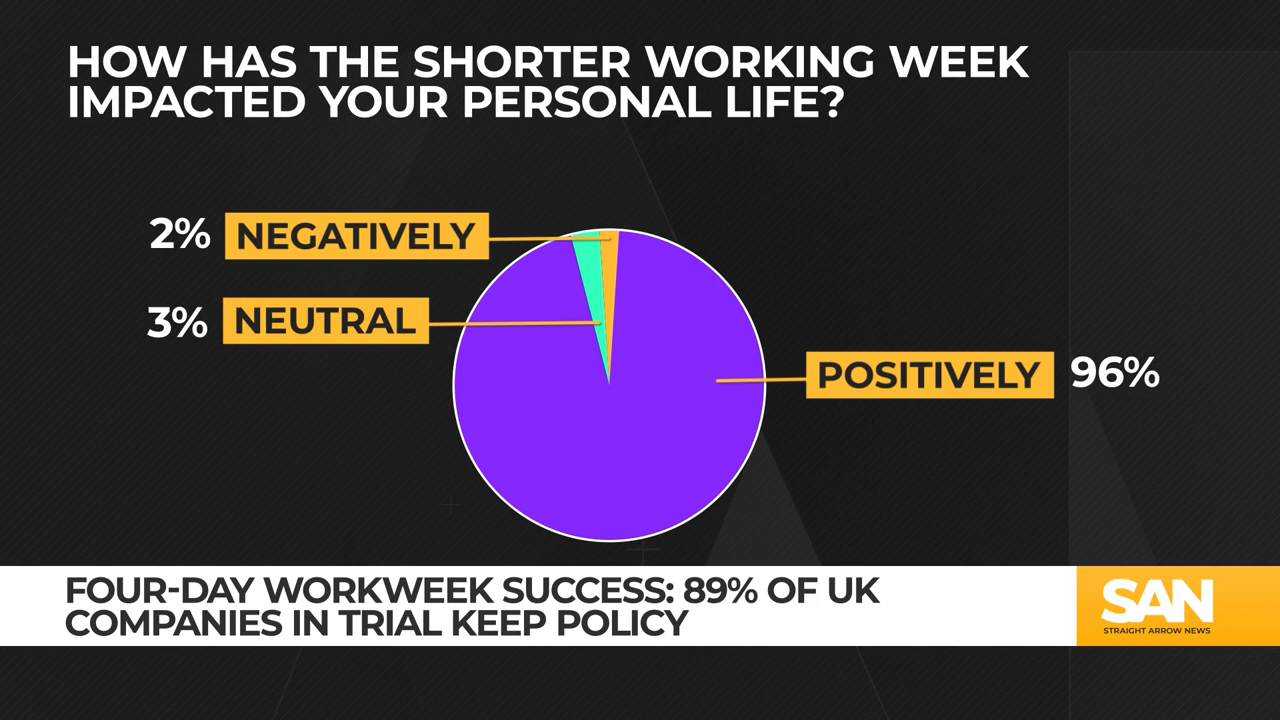 HOW HAS THE SHORTER WORKING WEEK
IMPACTED YOUR PERSONAL LIFE?
2% NEGATIVELY
3% NEUTRAL
POSITIVELY 96%
FOUR-DAY WORKWEEK SUCCESS: 89% OF UK
COMPANIES IN TRIAL KEEP POLICY
SAN
STRAIGHT ARROW NEWS